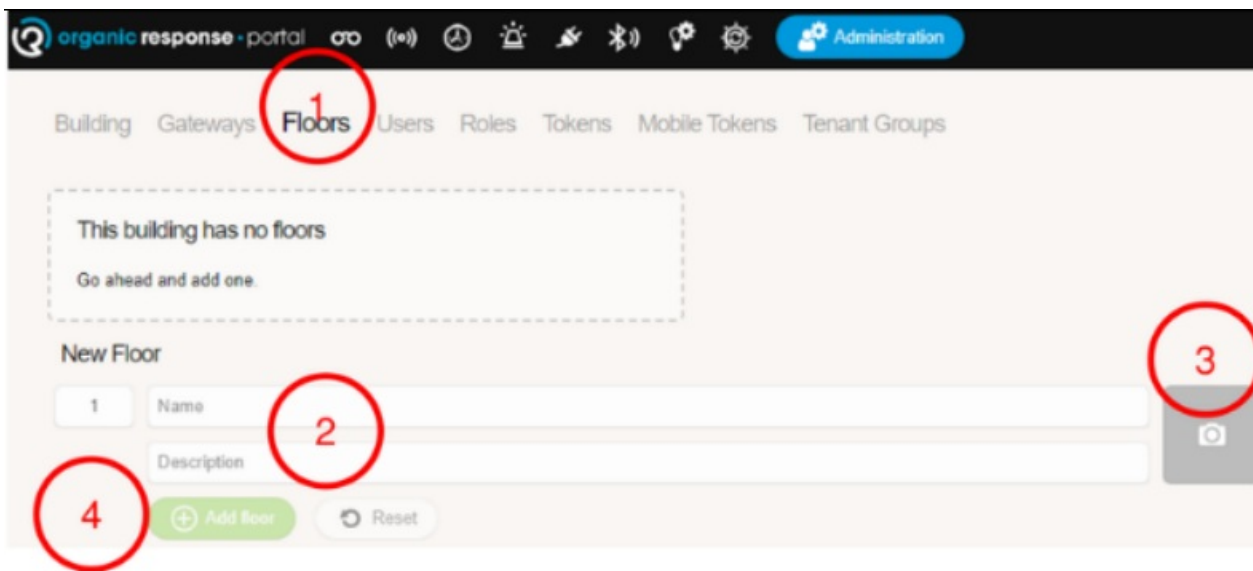 organic response · portal Administration
1
Building Gateways Floors Users Roles Tokens Mobile Tokens Tenant Groups
This building has no floors
Go ahead and add one.
New Floor
3
1 Name
2
Description
4
Add floor Reset